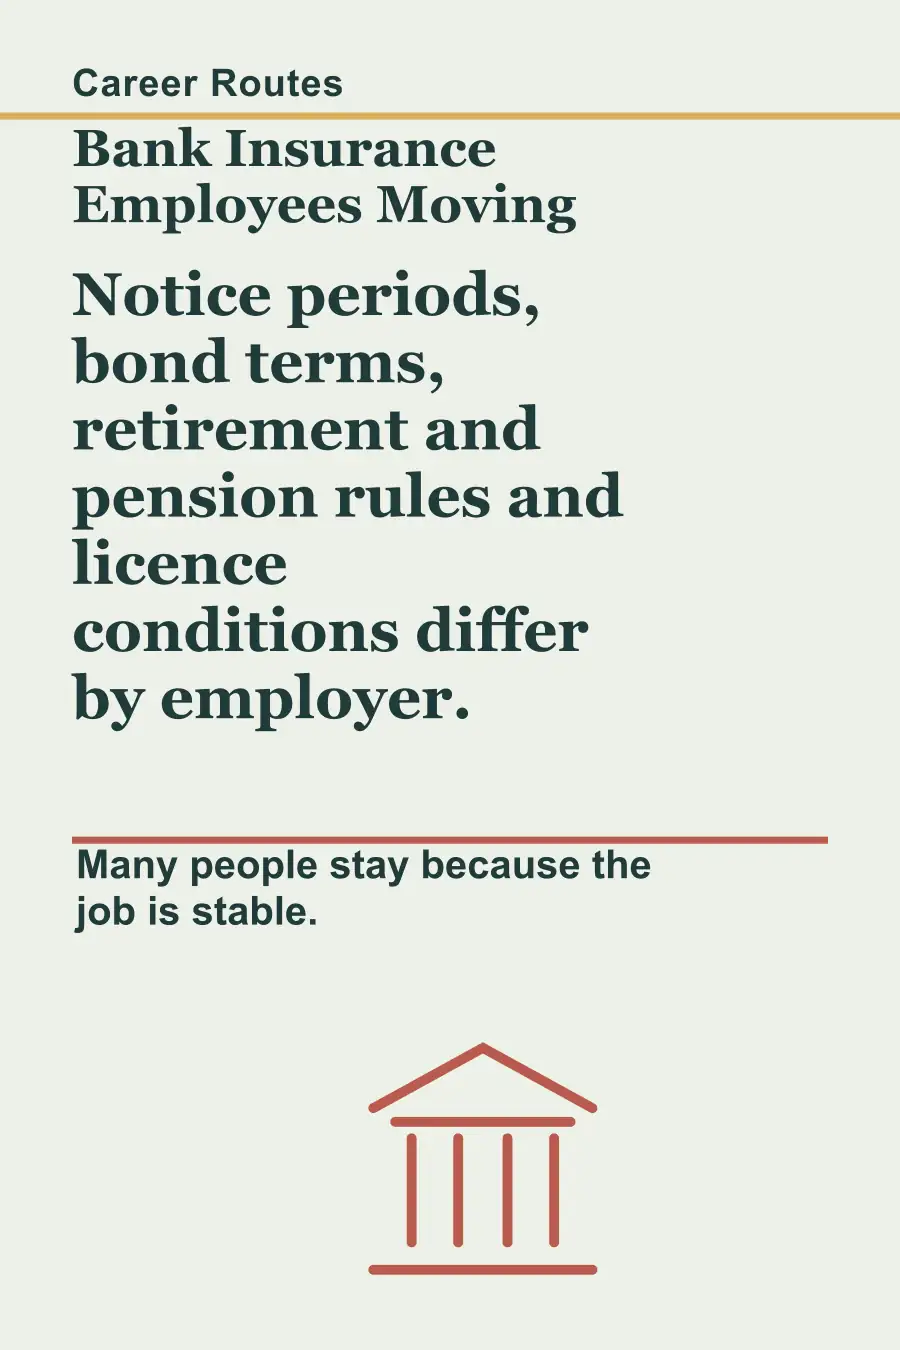 Career Routes
Bank Insurance
Employees Moving
Notice periods,
bond terms,
retirement and
pension rules and
licence
conditions differ
by employer.
Many people stay because the
job is stable.